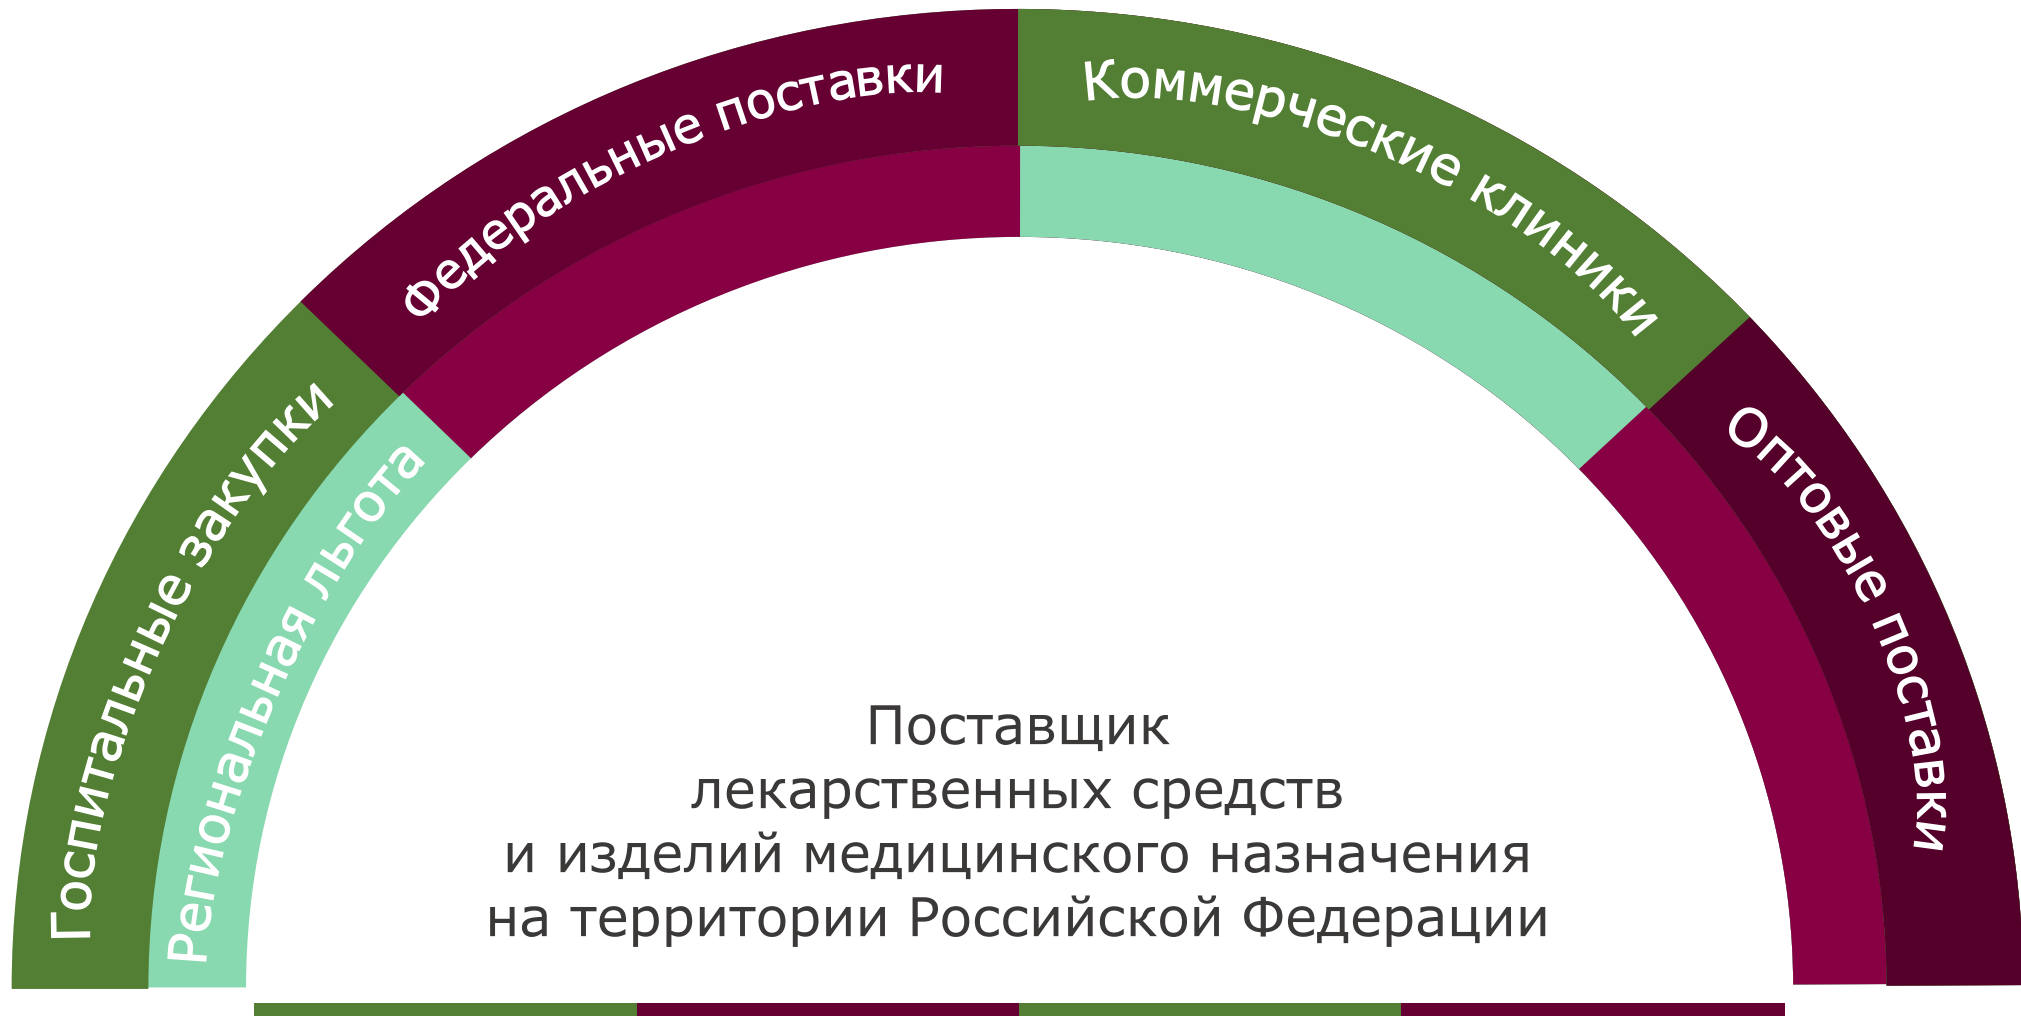 Госпитальные закупки
Региональная льгота
Федеральные поставки
Коммерческие клиники
Оптовые поставки
Поставщик
лекарственных средств
и изделий медицинского назначения
на территории Российской Федерации